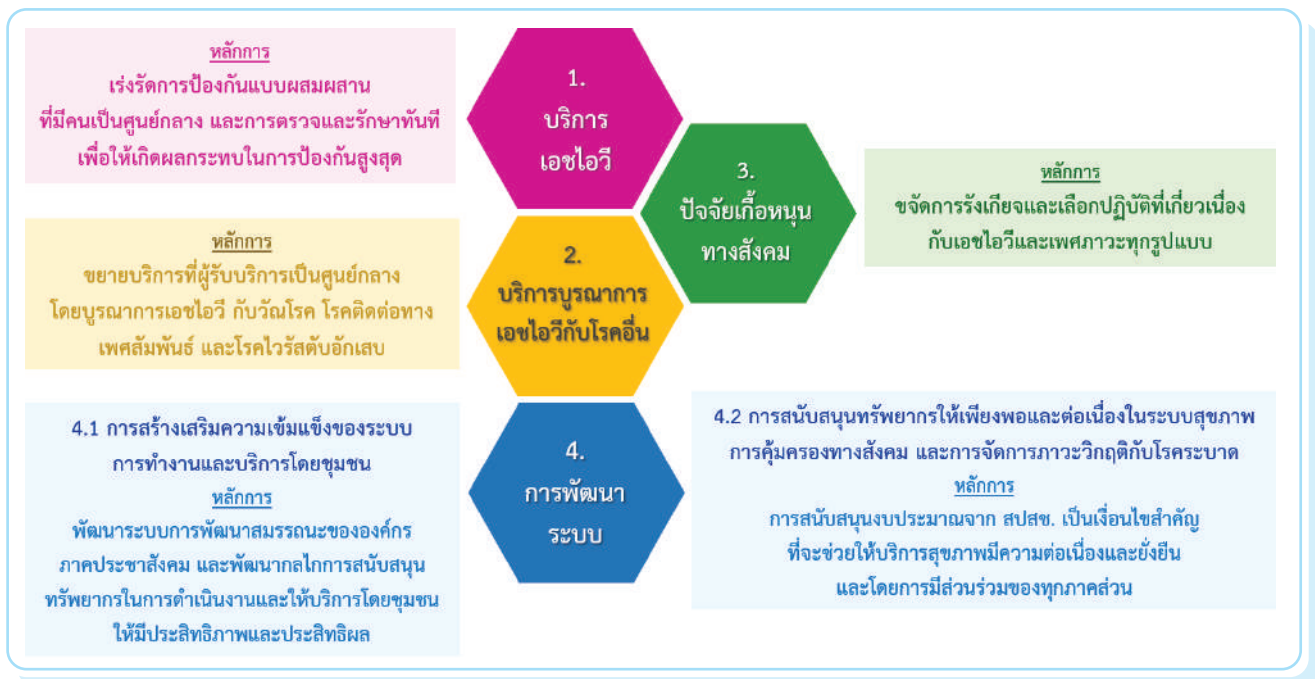 หลักการ
เร่งรัดการป้องกันแบบผสมผสาน
ที่มีคนเป็นศูนย์กลาง และการตรวจและรักษาทันที
เพื่อให้เกิดผลกระทบในการป้องกันสูงสุด
1.
บริการ
เอชไอวี
หลักการ
ขยายบริการที่ผู้รับบริการเป็นศูนย์กลาง
โดยบูรณาการเอชไอวี กับวัณโรค โรคติดต่อทาง
เพศสัมพันธ์ และโรคไวรัสตับอักเสบ
2.
บริการบูรณาการ
เอชไอวีกับโรคอื่น
3.
ปัจจัยเกื้อหนุน
ทางสังคม
หลักการ
ขจัดการรังเกียจและเลือกปฏิบัติที่เกี่ยวเนื่อง
กับเอชไอวีและเพศภาวะทุกรูปแบบ
4.1 การสร้างเสริมความเข้มแข็งของระบบ
การทำงานและบริการโดยชุมชน
หลักการ
พัฒนาระบบการพัฒนาสมรรถนะขององค์กร
ภาคประชาสังคม และพัฒนากลไกการสนับสนุน
ทรัพยากรในการดำเนินงานและให้บริการโดยชุมชน
ให้มีประสิทธิภาพและประสิทธิผล
4.
การพัฒนา
ระบบ
4.2 การสนับสนุนทรัพยากรให้เพียงพอและต่อเนื่องในระบบสุขภาพ
การคุ้มครองทางสังคม และการจัดการภาวะวิกฤติกับโรคระบาด
หลักการ
การสนับสนุนงบประมาณจาก สปสช. เป็นเงื่อนไขสำคัญ
ที่จะช่วยให้บริการสุขภาพมีความต่อเนื่องและยั่งยืน
และโดยการมีส่วนร่วมของทุกภาคส่วน